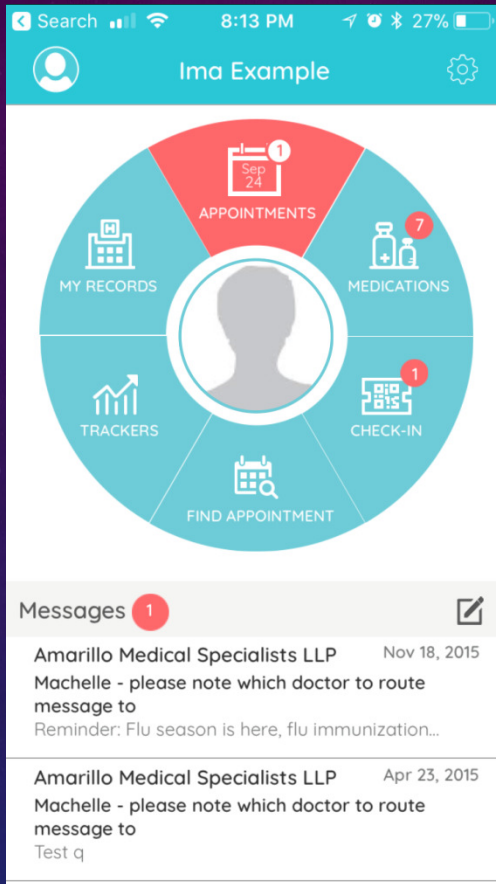 Search 8:13 PM 27%
Ima Example
1
Sep
24
APPOINTMENTS
7
MY RECORDS MEDICATIONS
1
TRACKERS CHECK-IN
FIND APPOINTMENT
Messages 1
Amarillo Medical Specialists LLP Nov 18, 2015
Machelle - please note which doctor to route
message to
Reminder: Flu season is here, flu immunization...
Amarillo Medical Specialists LLP Apr 23, 2015
Machelle - please note which doctor to route
message to
Test q